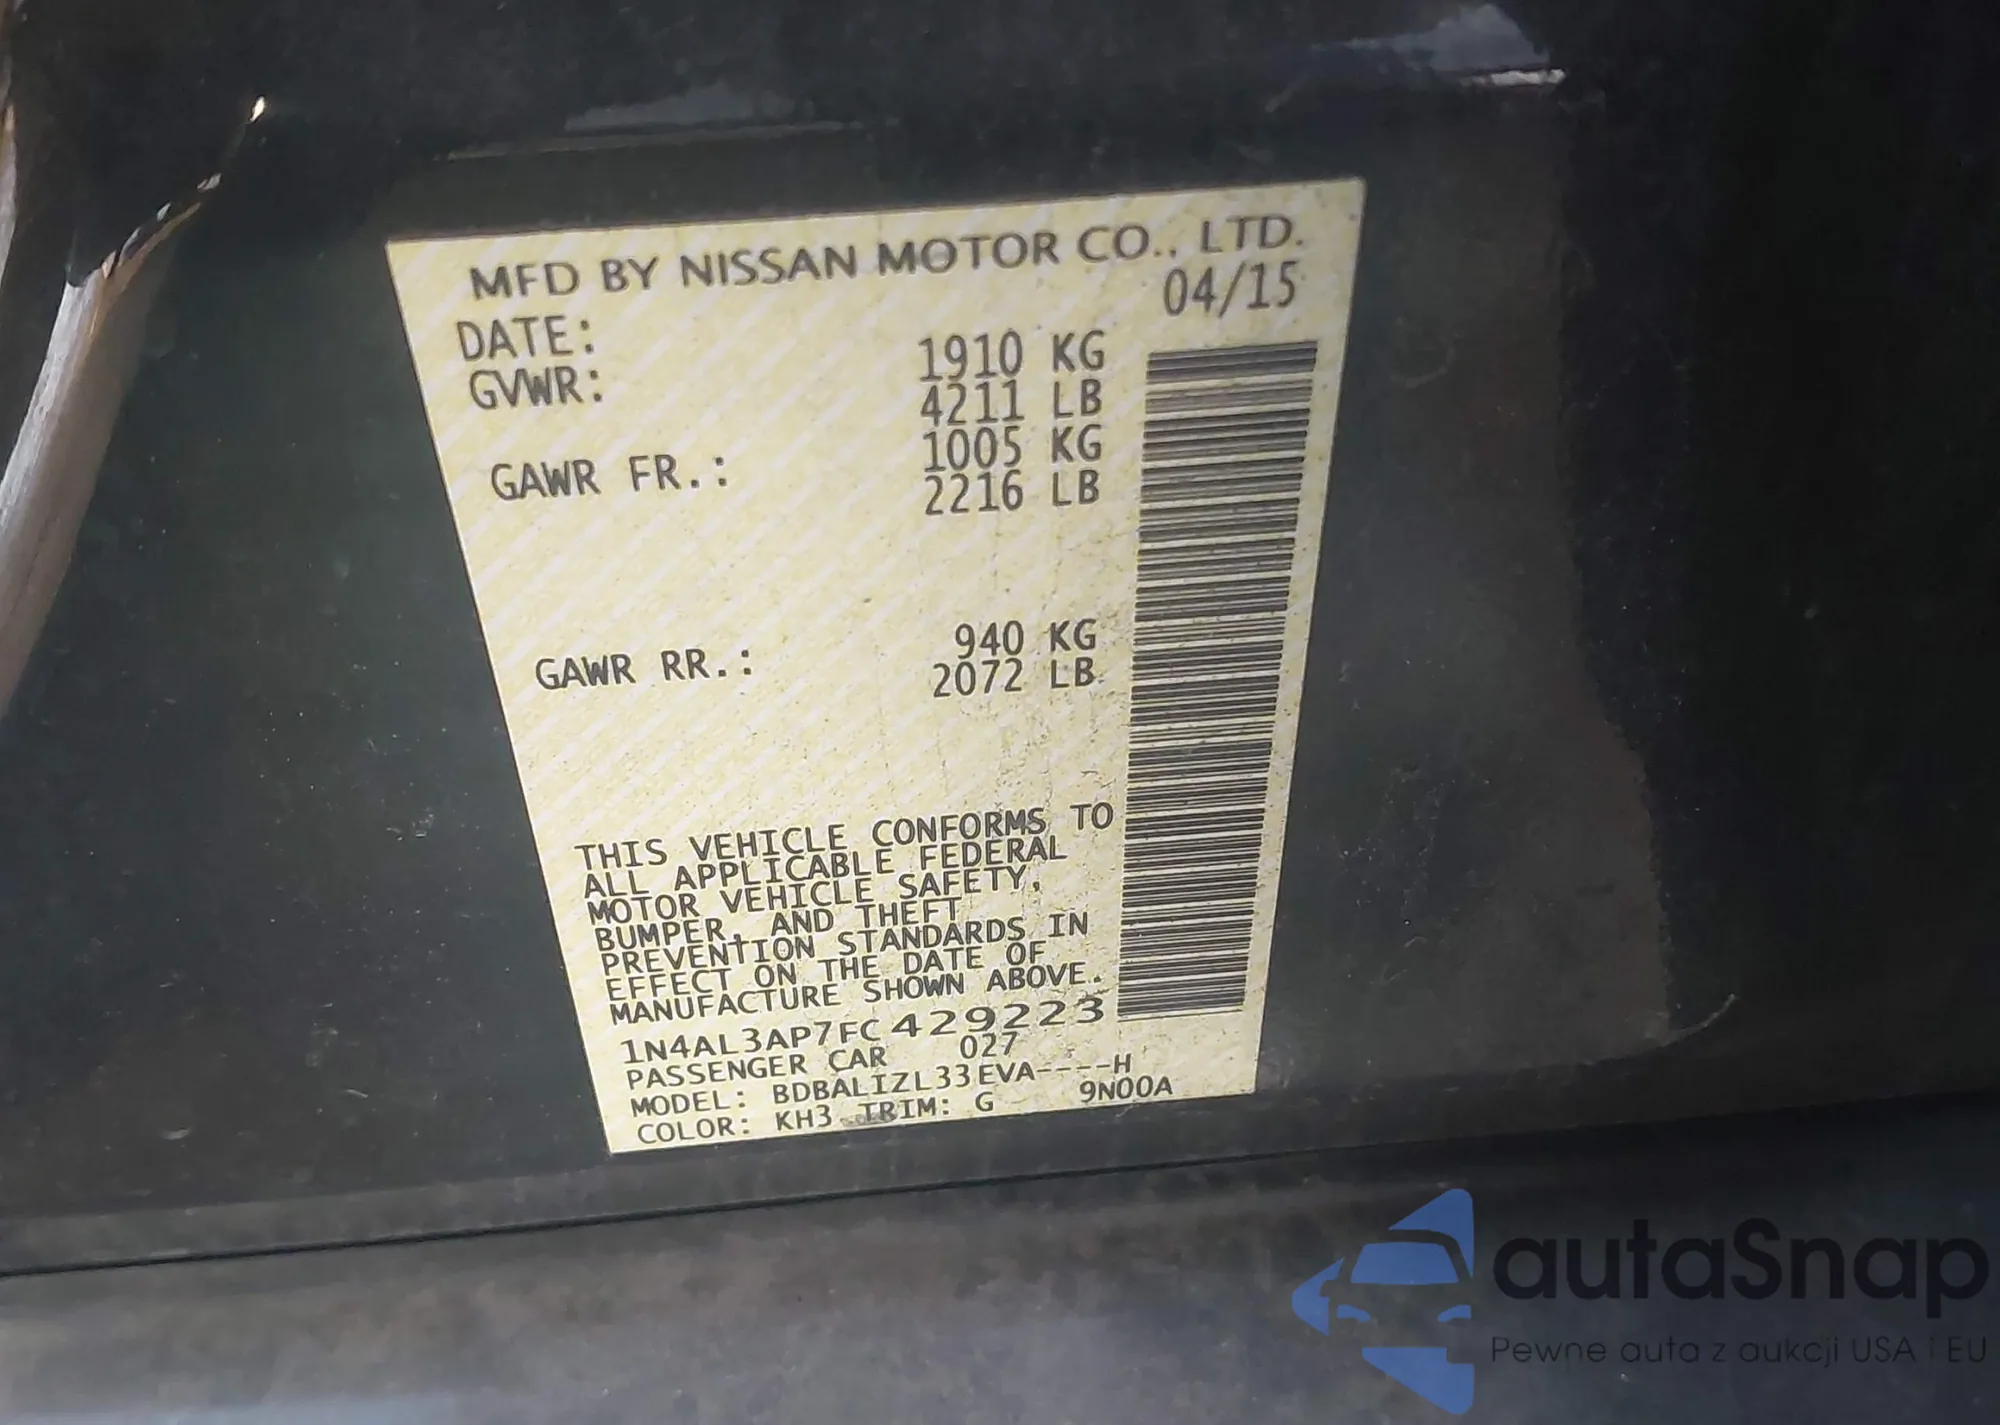 MFD BY NISSAN MOTOR CO., LTD.
DATE: 04/15
GVWR: 1910 KG
4211 LB
GAWR FR.: 1005 KG
2216 LB
GAWR RR.: 940 KG
2072 LB
THIS VEHICLE CONFORMS TO
ALL APPLICABLE FEDERAL
MOTOR VEHICLE SAFETY,
BUMPER, AND THEFT
PREVENTION STANDARDS IN
EFFECT ON THE DATE OF
MANUFACTURE SHOWN ABOVE.
1N4AL3AP7FC429223
PASSENGER CAR 027
MODEL: BDBALIZL33EVA----H
COLOR: KH3 TRIM: G 9N00A
autaSnap
Pewne auta z aukcji USA i EU